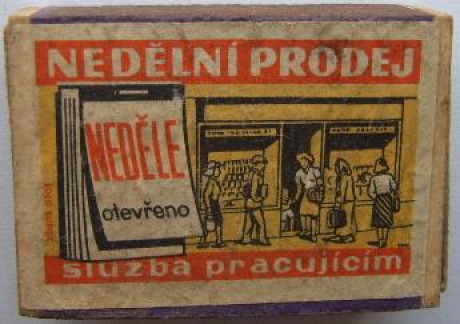 NEDĚLNÍ PRODEJ
NEDĚLE
otevřeno
služba pracujícím